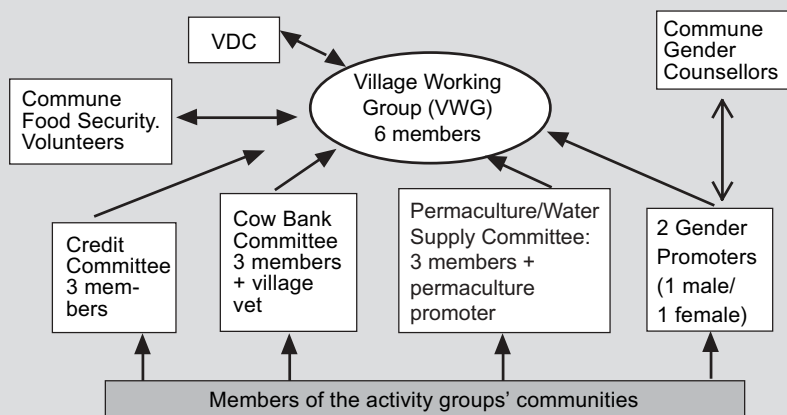 VDC
Village Working
Group (VWG)
6 members
Commune
Gender
Counsellors
Commune
Food Security.
Volunteers
Credit
Committee
3 mem-
bers
Cow Bank
Committee
3 members
+ village
vet
Permaculture/Water
Supply Committee:
3 members +
permaculture
promoter
2 Gender
Promoters
(1 male/
1 female)
Members of the activity groups' communities